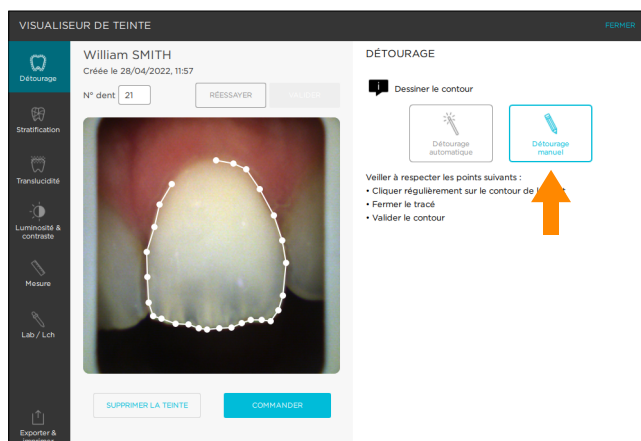 VISUALISEUR DE TEINTE
FERMER
Détourage
Stratification
Translucidité
Luminosité &
contraste
Mesure
Lab / Lch
Exporter &
imprimer
William SMITH
Créée le 28/04/2022, 11:57
N° dent 21
RÉESSAYER
VALIDER
SUPPRIMER LA TEINTE
COMMANDER
DÉTOURAGE
Dessiner le contour
Détourage
automatique
Détourage
manuel
Veiller à respecter les points suivants :
• Cliquer régulièrement sur le contour de
• Fermer le tracé
• Valider le contour